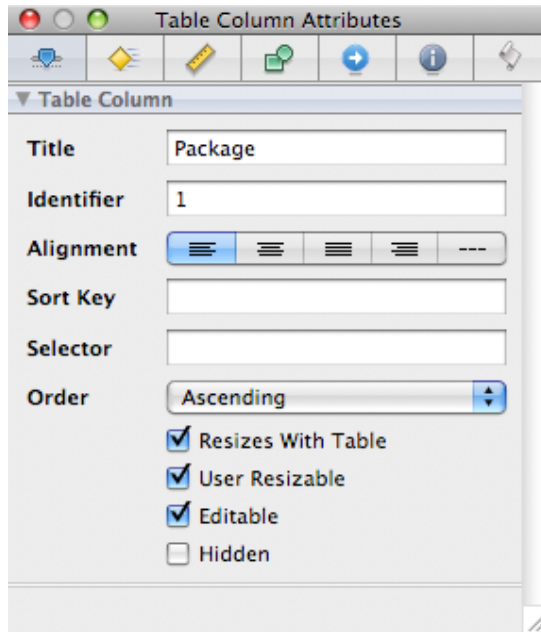 Table Column Attributes
Table Column
Title Package
Identifier 1
Alignment ---
Sort Key
Selector
Order Ascending
Resizes With Table
User Resizable
Editable
Hidden